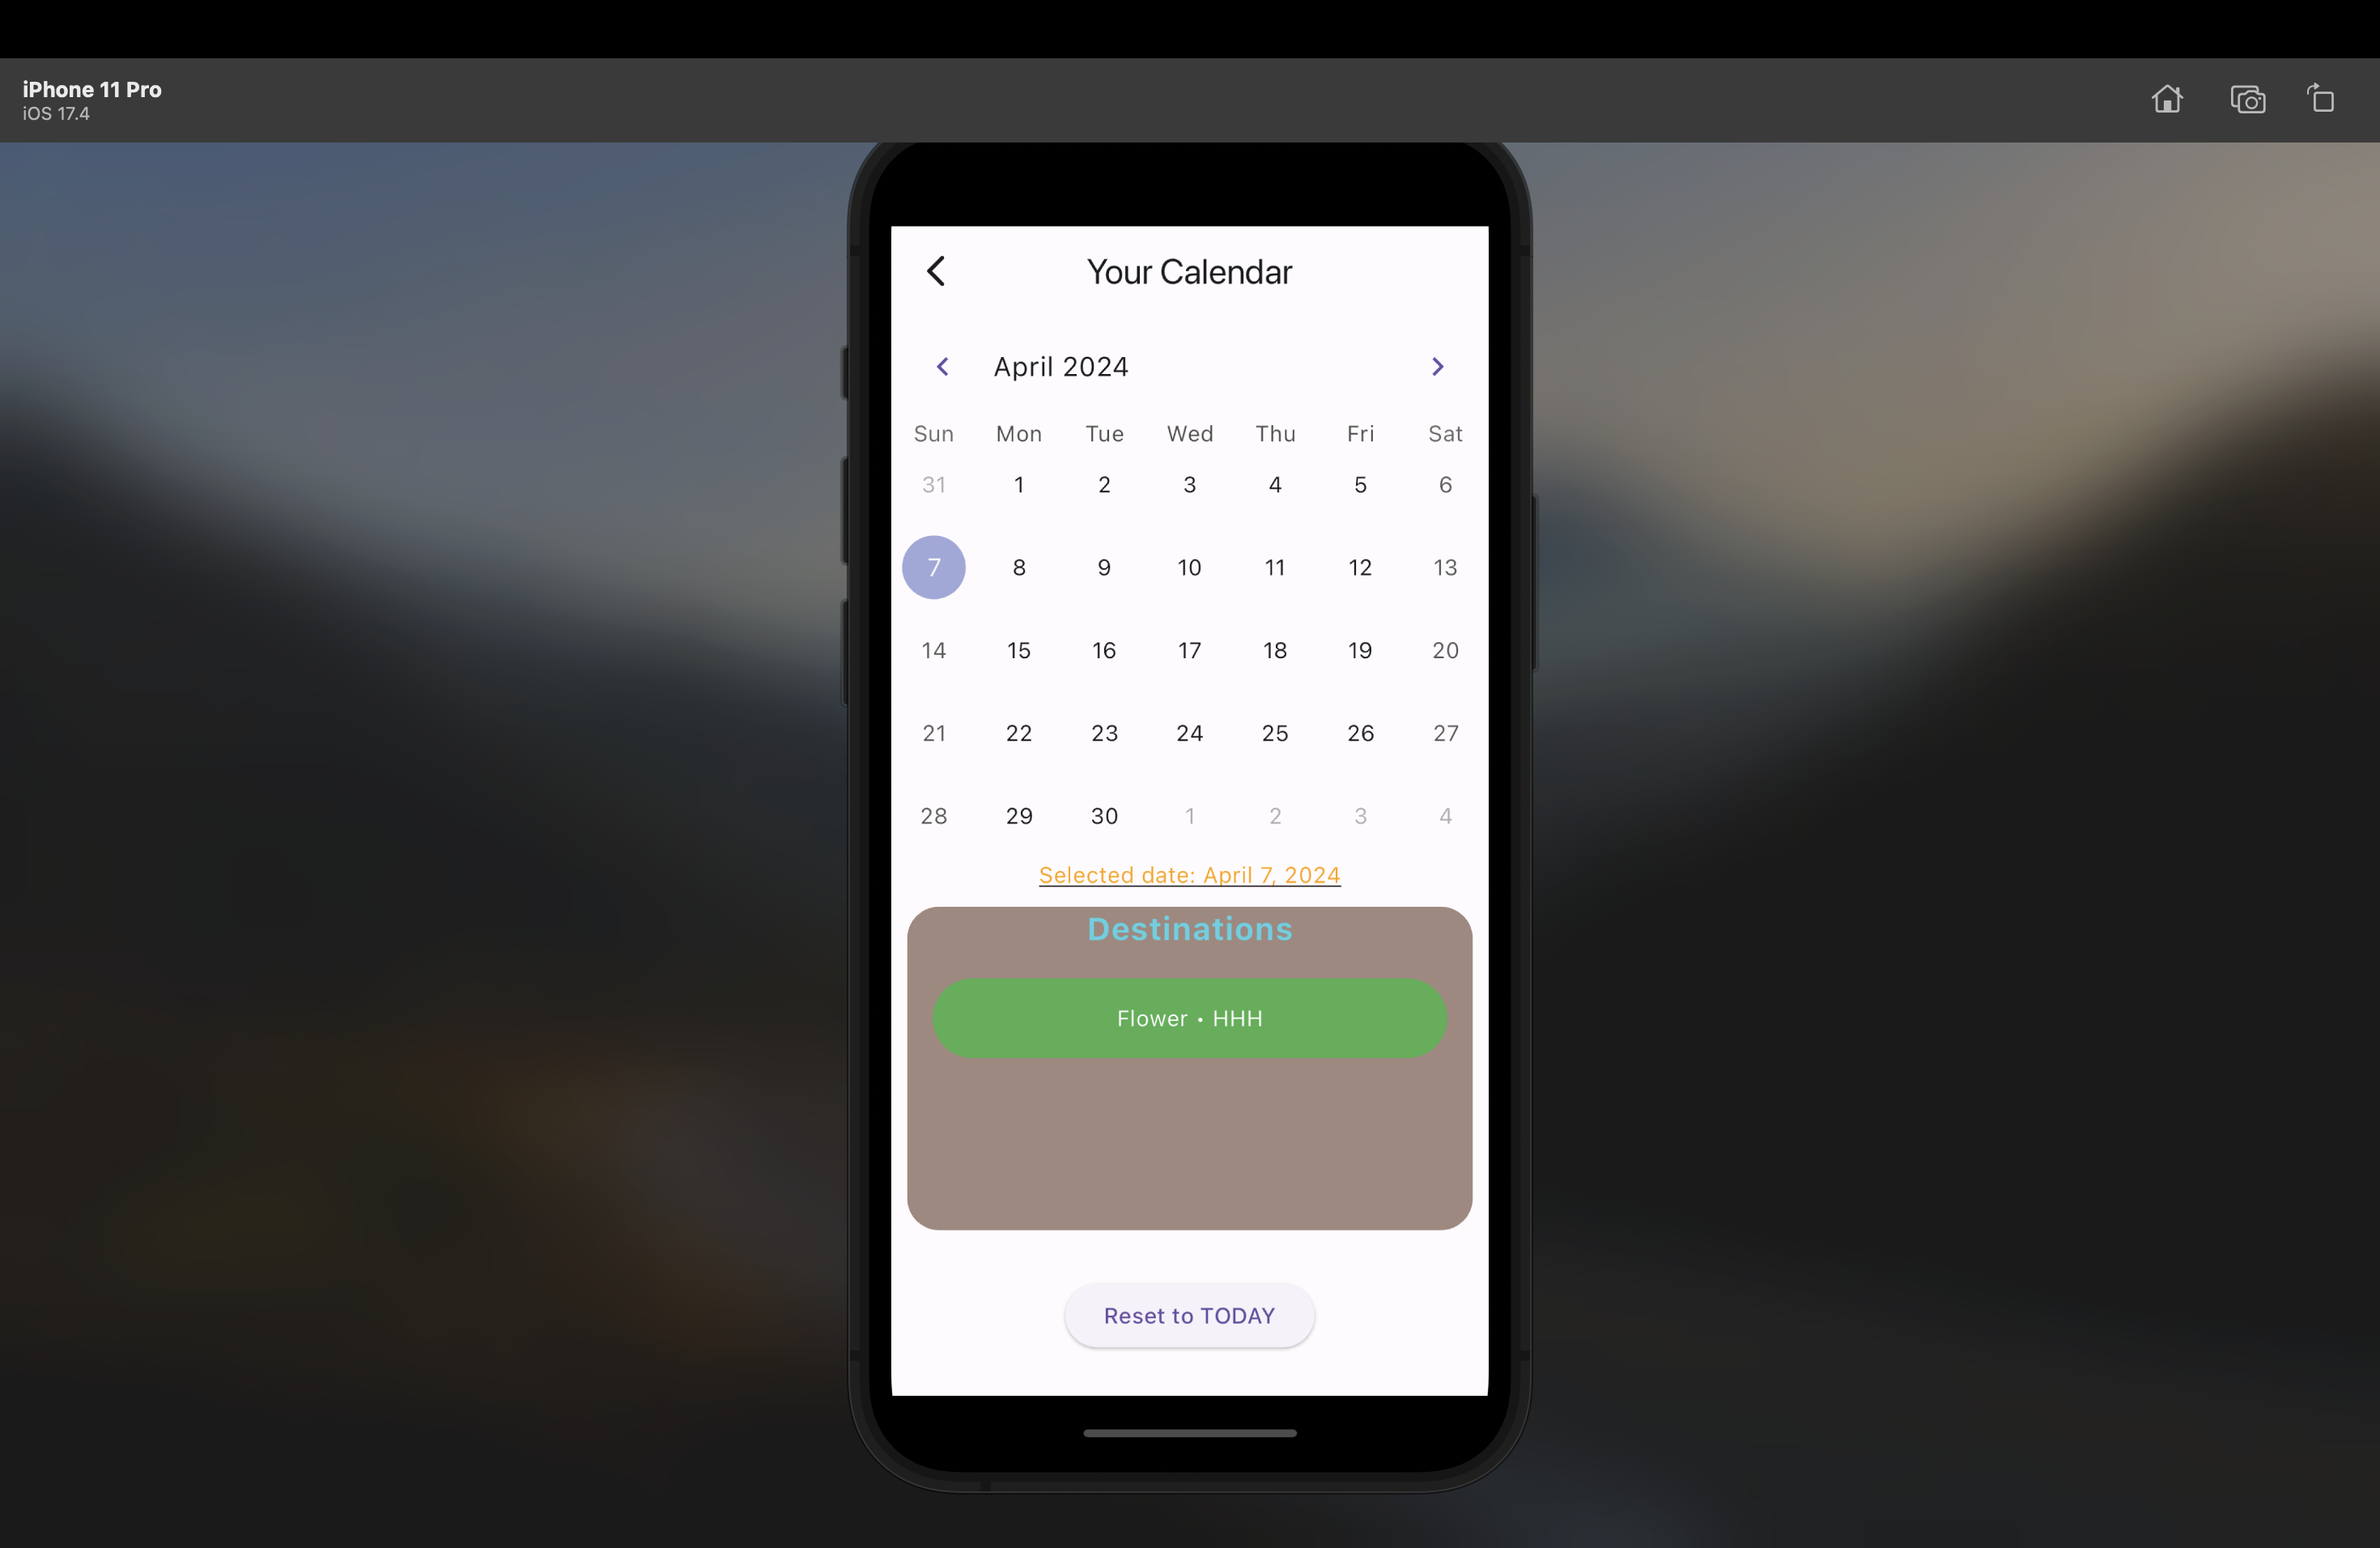 iPhone 11 Pro
iOS 17.4
Your Calendar
April 2024
Sun Mon Tue Wed Thu Fri Sat
31 1 2 3 4 5 6
7 8 9 10 11 12 13
14 15 16 17 18 19 20
21 22 23 24 25 26 27
28 29 30 1 2 3 4
Selected date: April 7, 2024
Destinations
Flower • HHH
Reset to TODAY